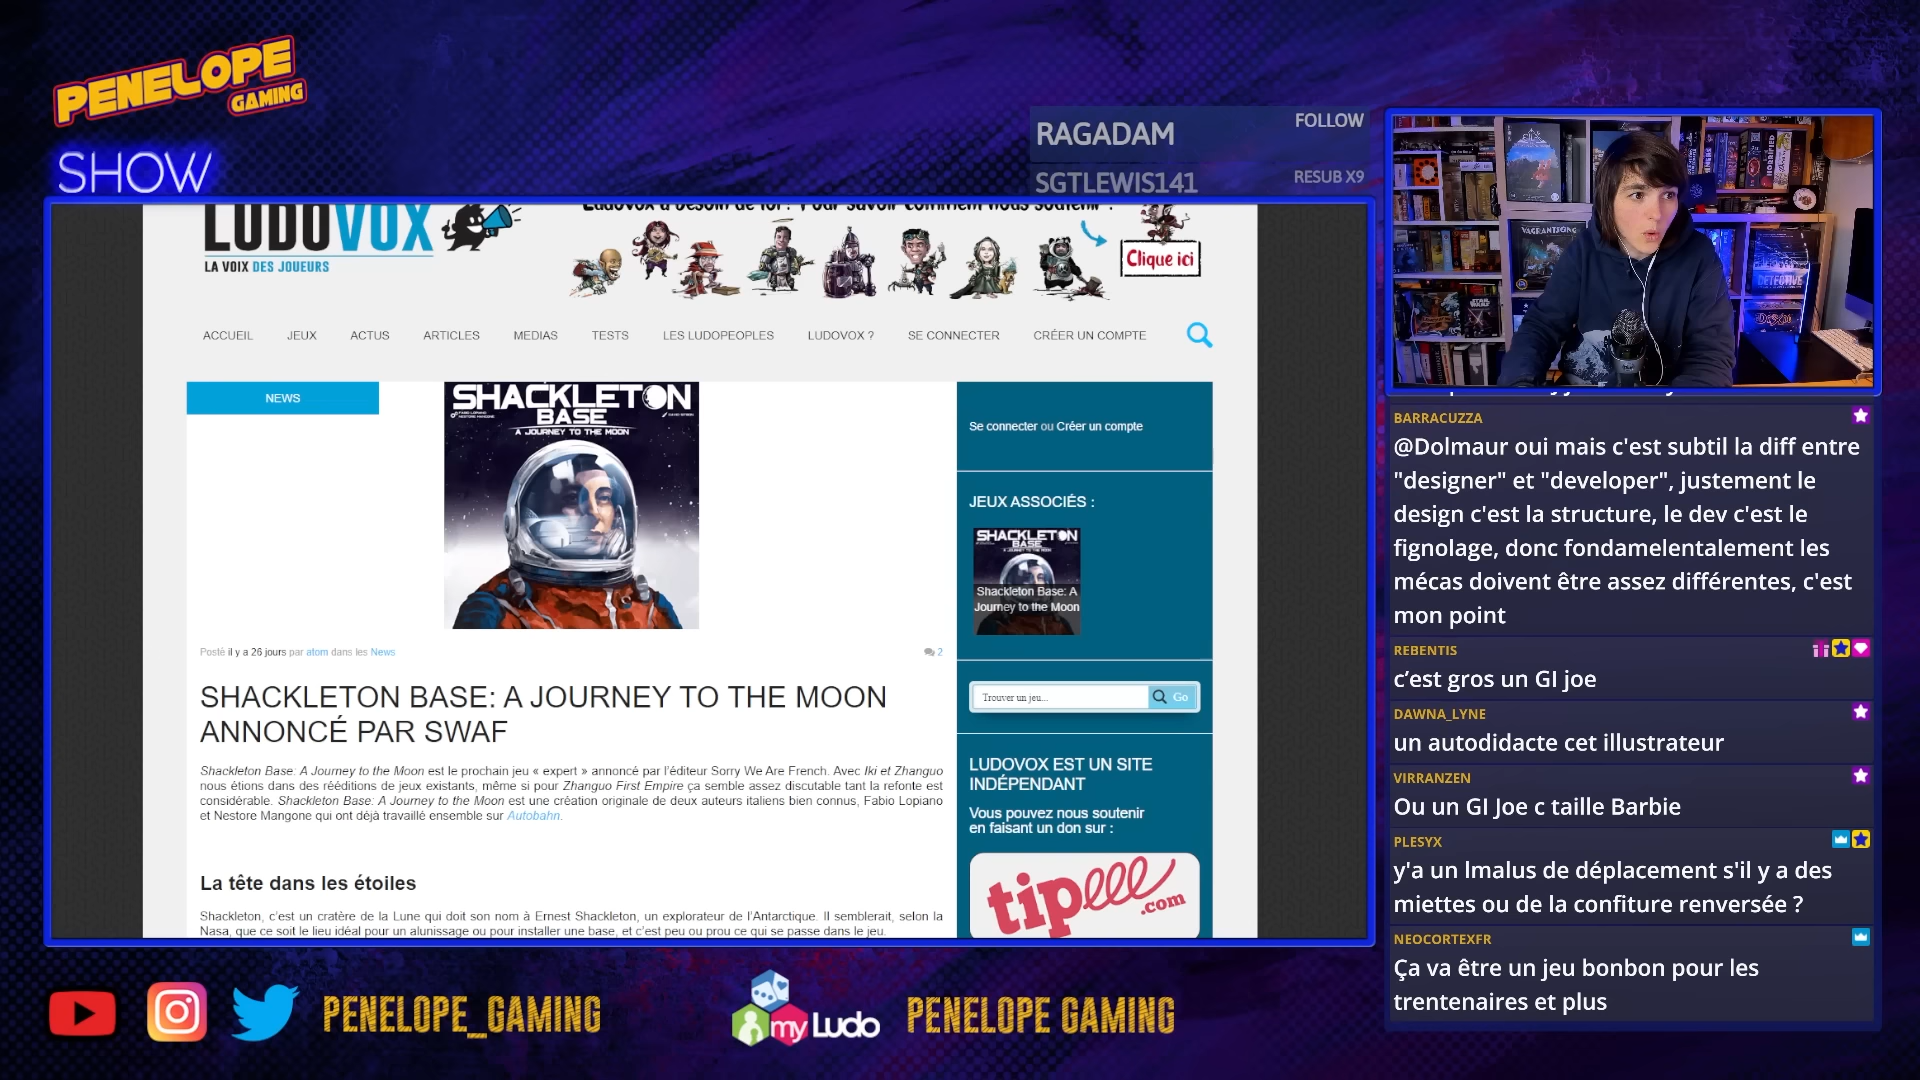 PENELOPE
GAMING
SHOW
RAGADAM
FOLLOW
SGTLEWIS141
RESUB X9
LUDOVOX
LA VOIX DES JOUEURS
Clique ici
ACCUEIL
JEUX
ACTUS
ARTICLES
MEDIAS
TESTS
LES LUDOPEOPLES
LUDOVOX ?
SE CONNECTER
CRÉER UN COMPTE
NEWS
SHACKLETON
BASE
A JOURNEY TO THE MOON
Posté il y a 26 jours par atom dans les News
2
SHACKLETON BASE: A JOURNEY TO THE MOON
ANNONCÉ PAR SWAF
Shackleton Base: A Journey to the Moon est le prochain jeu « expert » annoncé par l'éditeur Sorry We Are French. Avec Iki et Zhanguo
nous étions dans des rééditions de jeux existants, même si pour Zhanguo First Empire ça semble assez discutable tant la refonte est
considérable. Shackleton Base: A Journey to the Moon est une création originale de deux auteurs italiens bien connus, Fabio Lopiano
et Nestore Mangone qui ont déjà travaillé ensemble sur Autobahn.
La tête dans les étoiles
Shackleton, c'est un cratère de la Lune qui doit son nom à Ernest Shackleton, un explorateur de l'Antarctique. Il semblerait, selon la
Nasa, que ce soit le lieu idéal pour un alunissage ou pour installer une base, et c'est peu ou prou ce qui se passe dans le jeu.
Se connecter ou Créer un compte
JEUX ASSOCIÉS :
SHACKLETON
BASE
Shackleton Base: A
Journey to the Moon
Trouver un jeu...
Go
LUDOVOX EST UN SITE
INDÉPENDANT
Vous pouvez nous soutenir
en faisant un don sur :
tipeee
.com
VAGRANTSONG
DETECTIVE
STAR WARS
BARRACUZZA
@Dolmaur oui mais c'est subtil la diff entre
"designer" et "developer", justement le
design c'est la structure, le dev c'est le
fignolage, donc fondamelentalement les
mécas doivent être assez différentes, c'est
mon point
REBENTIS
c'est gros un GI joe
DAWNA_LYNE
un autodidacte cet illustrateur
VIRRANZEN
Ou un GI Joe c taille Barbie
PLESYX
y'a un lmalus de déplacement s'il y a des
miettes ou de la confiture renversée ?
NEOCORTEXFR
Ça va être un jeu bonbon pour les
trentenaires et plus
PENELOPE_GAMING
my Ludo
PENELOPE GAMING